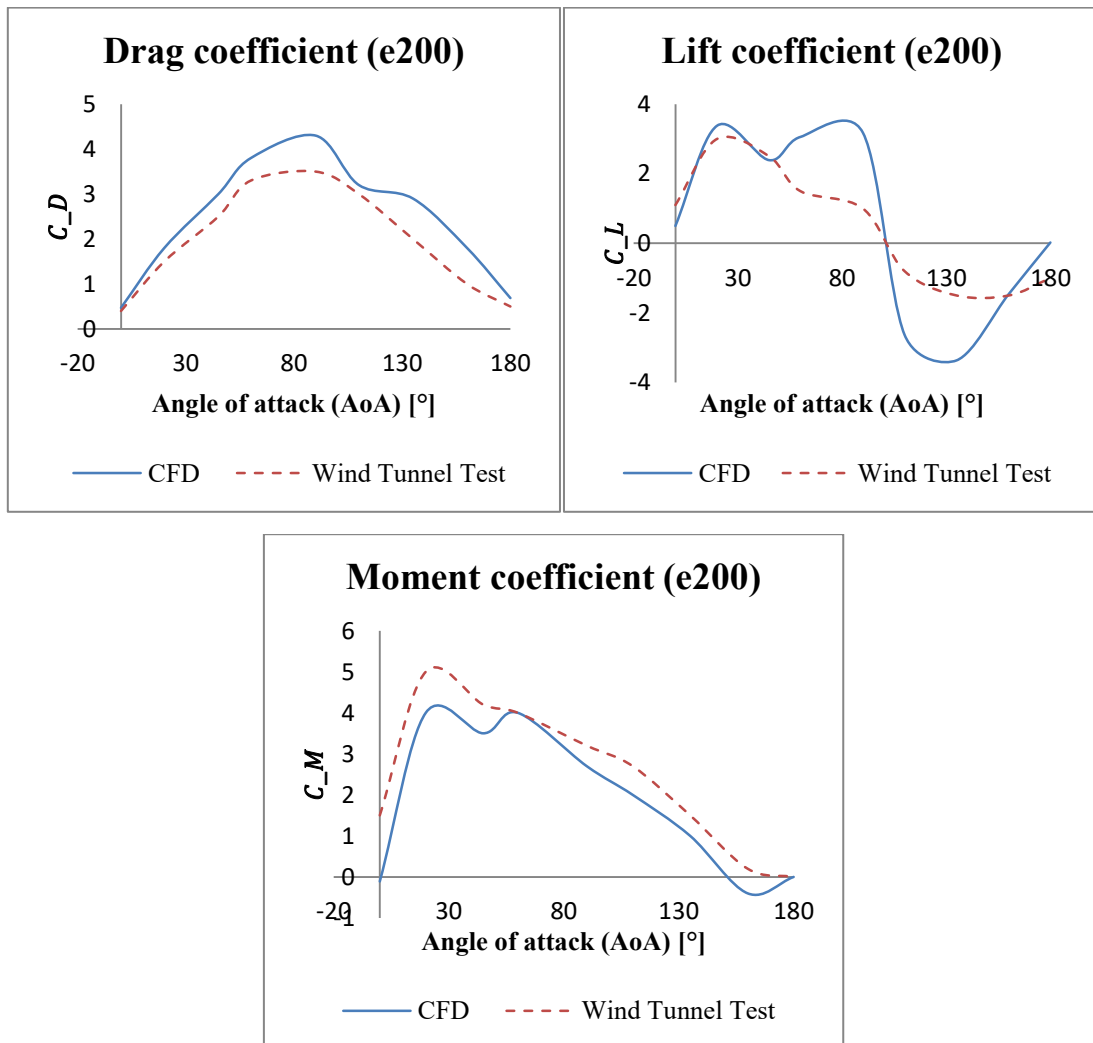 Drag coefficient (e200)
5
4
3
2
1
0
C_D
-20 30 80 130 180
Angle of attack (AoA) [°]
CFD Wind Tunnel Test
Lift coefficient (e200)
4
2
0
-2
-4
C_L
-20 30 80 130 180
Angle of attack (AoA) [°]
CFD Wind Tunnel Test
Moment coefficient (e200)
6
5
4
3
2
1
0
-1
C_M
-20 30 80 130 180
Angle of attack (AoA) [°]
CFD Wind Tunnel Test